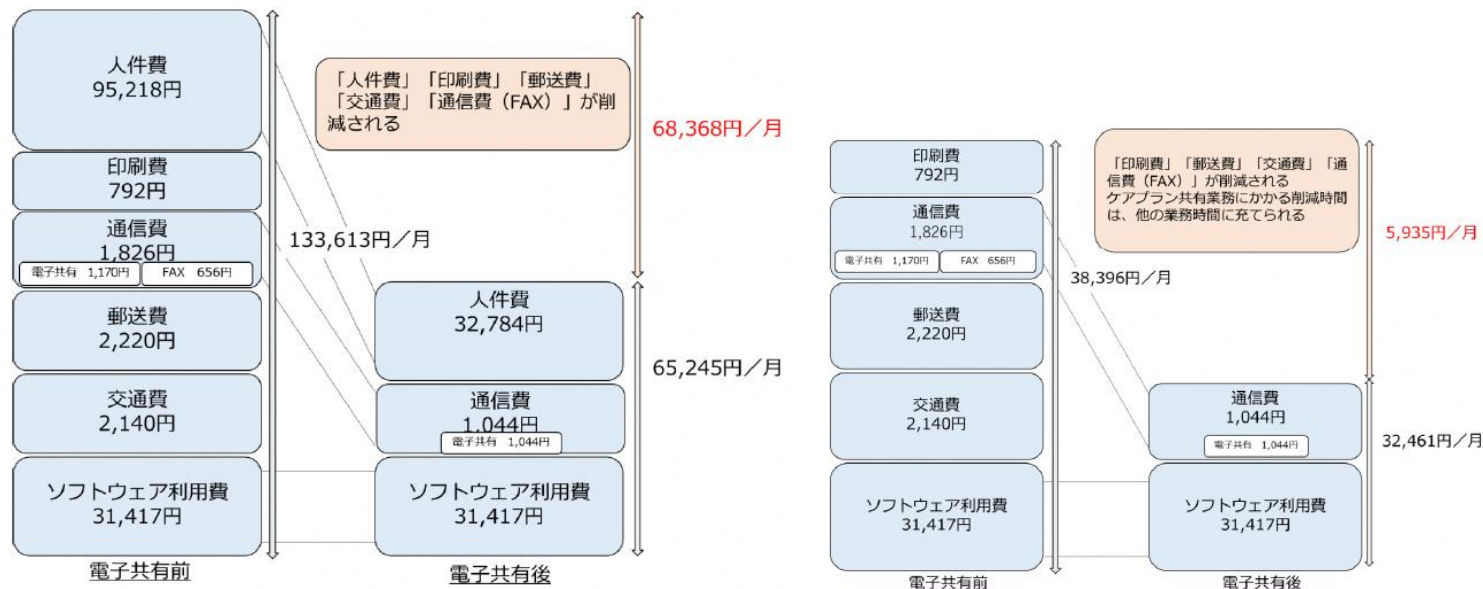 人件費
95,218円
印刷費
792円
通信費
1,826円
電子共有 1,170円
FAX 656円
郵送費
2,220円
交通費
2,140円
ソフトウェア利用費
31,417円
電子共有前
133,613円／月
「人件費」「印刷費」「郵送費」
「交通費」「通信費（FAX）」が削
減される
68,368円／月
人件費
32,784円
通信費
1,044円
電子共有 1,044円
ソフトウェア利用費
31,417円
電子共有後
65,245円／月
印刷費
792円
通信費
1,826円
電子共有 1,170円
FAX 656円
郵送費
2,220円
交通費
2,140円
ソフトウェア利用費
31,417円
電子共有前
38,396円／月
「印刷費」「郵送費」「交通費」「通
信費（FAX）」が削減される
ケアプラン共有業務にかかる削減時間
は、他の業務時間に充てられる
5,935円／月
通信費
1,044円
電子共有 1,044円
ソフトウェア利用費
31,417円
電子共有後
32,461円／月